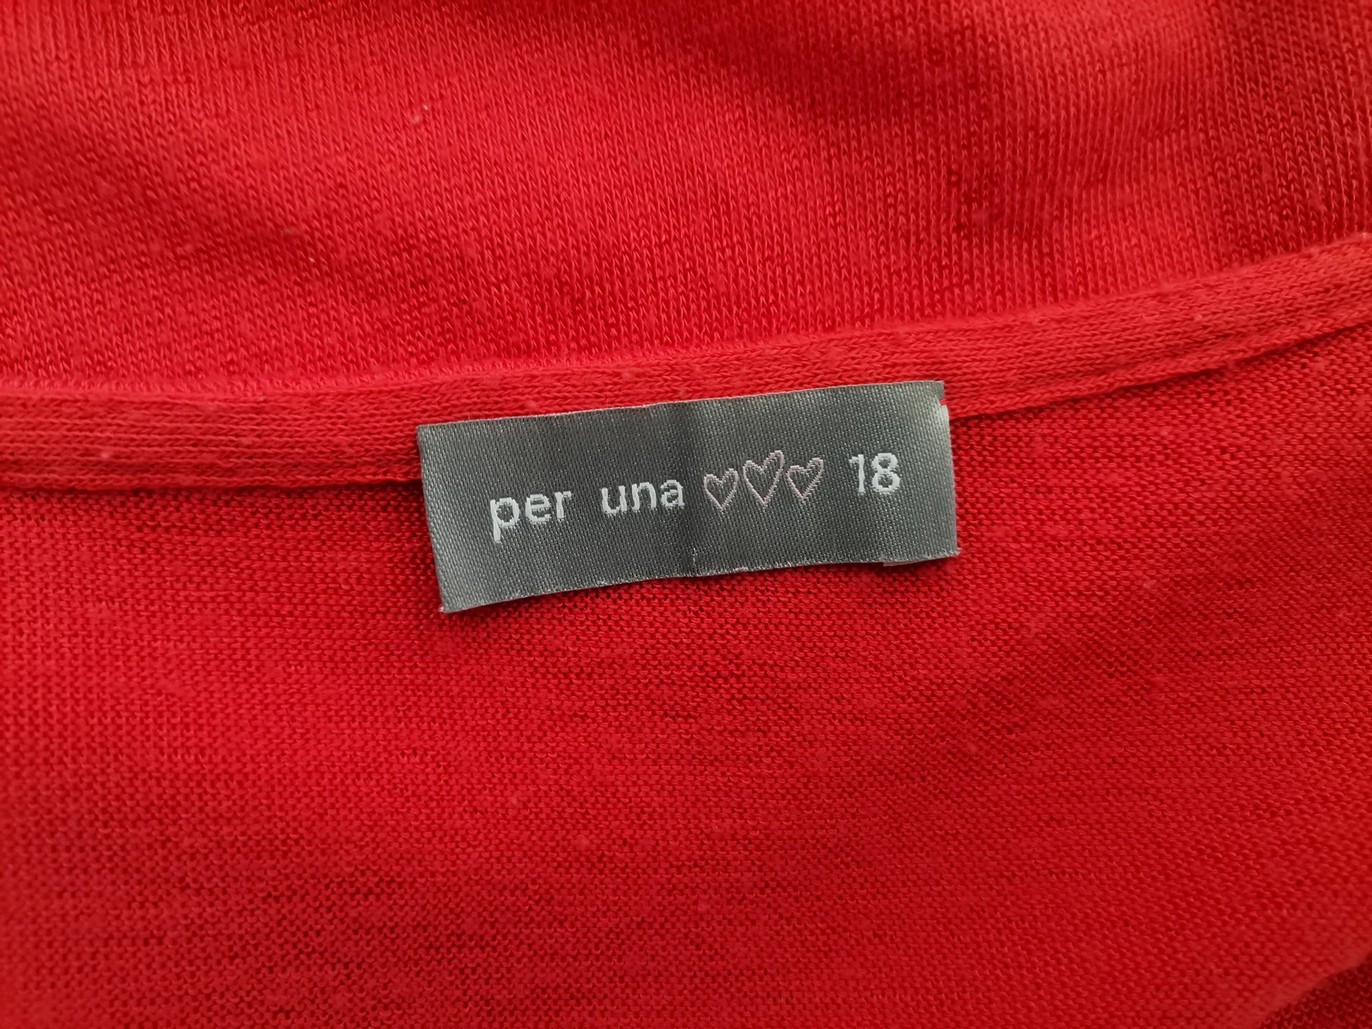 per una ♡♡♡ 18